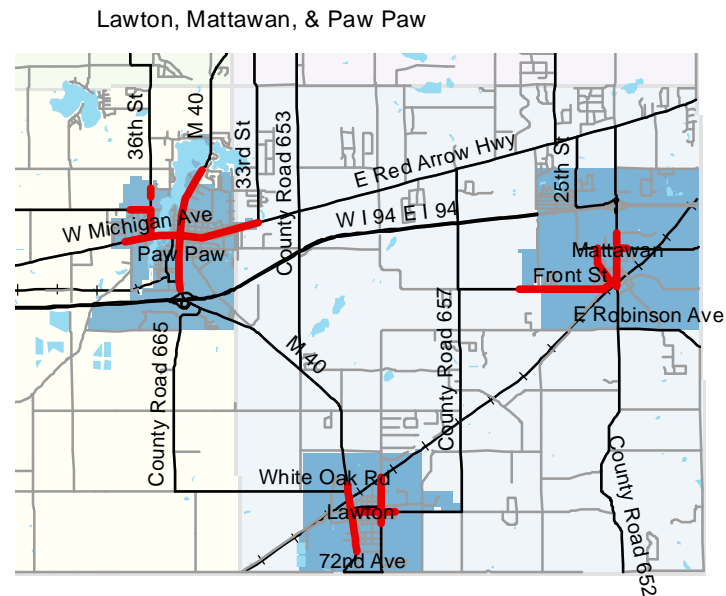 Lawton, Mattawan, & Paw Paw
36th St
M 40
33rd St
County Road 653
E Red Arrow Hwy
25th St
W Michigan Ave
W I 94 E I 94
Paw Paw
Mattawan
Front St
E Robinson Ave
County Road 665
M 40
County Road 657
White Oak Rd
Lawton
72nd Ave
County Road 652